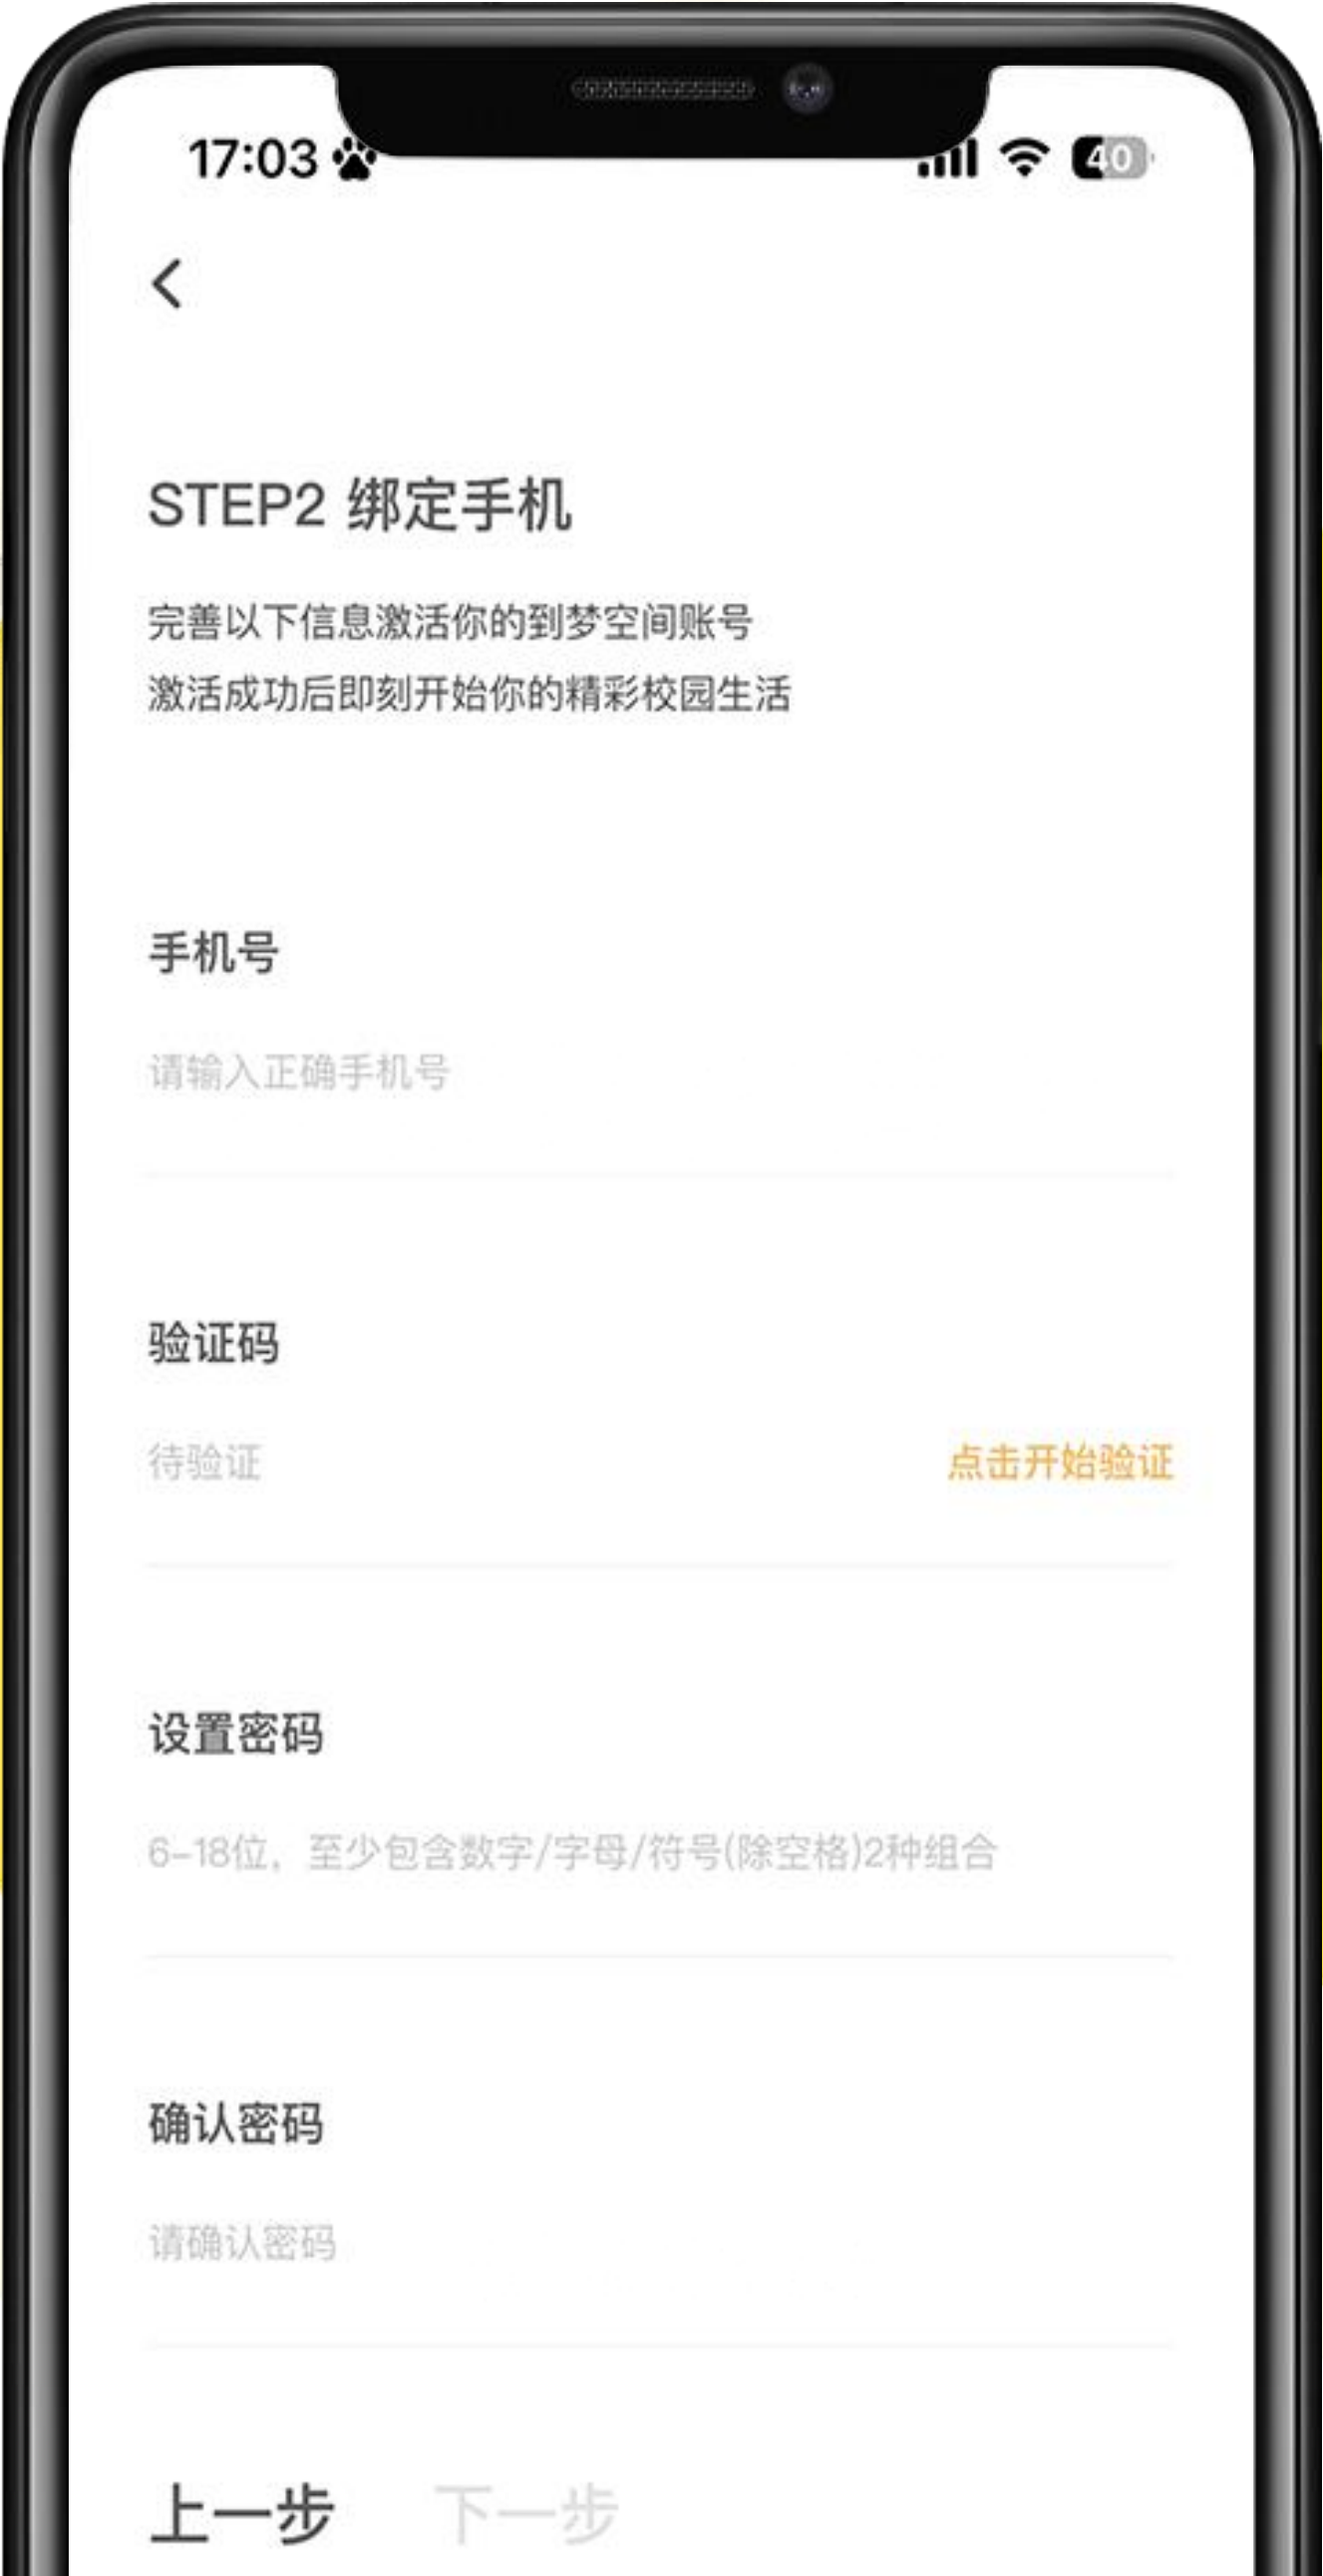 17:03
40
STEP2 绑定手机
完善以下信息激活你的到梦空间账号
激活成功后即刻开始你的精彩校园生活
手机号
请输入正确手机号
验证码
待验证 点击开始验证
设置密码
6-18位，至少包含数字/字母/符号(除空格)2种组合
确认密码
请确认密码
上一步 下一步